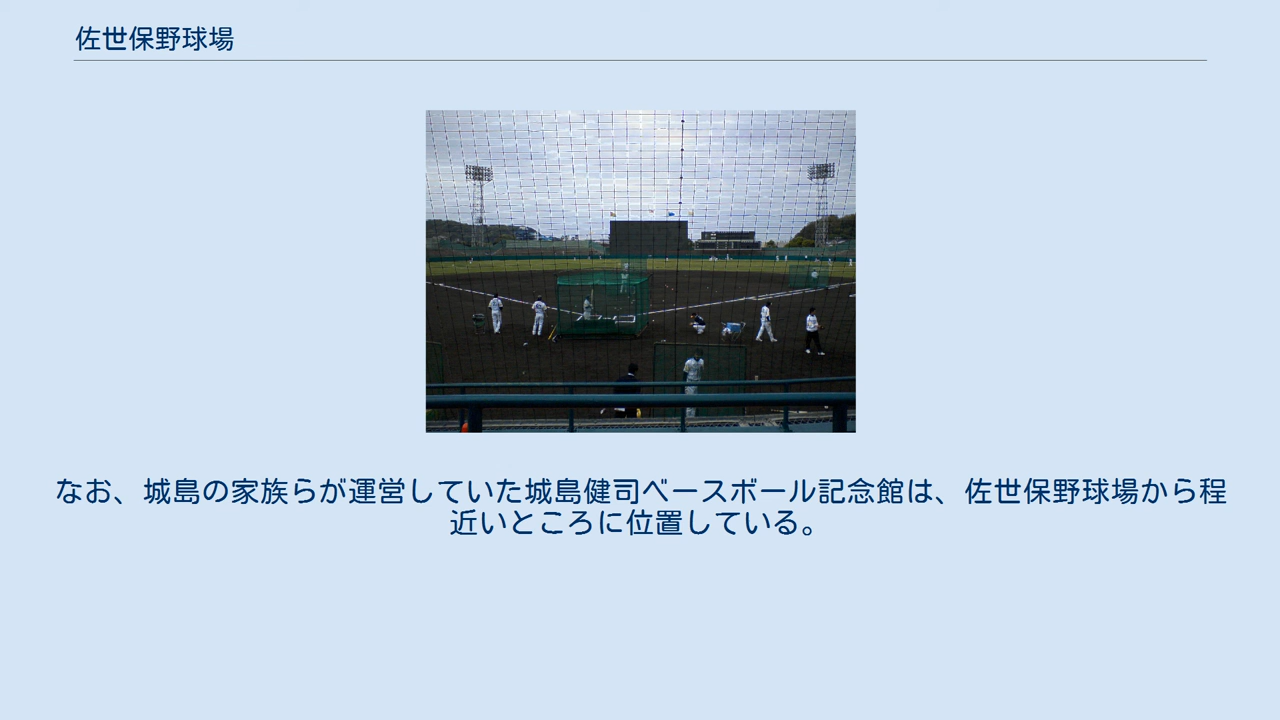 佐世保野球場
なお、城島の家族らが運営していた城島健司ベースボール記念館は、佐世保野球場から程
近いところに位置している。